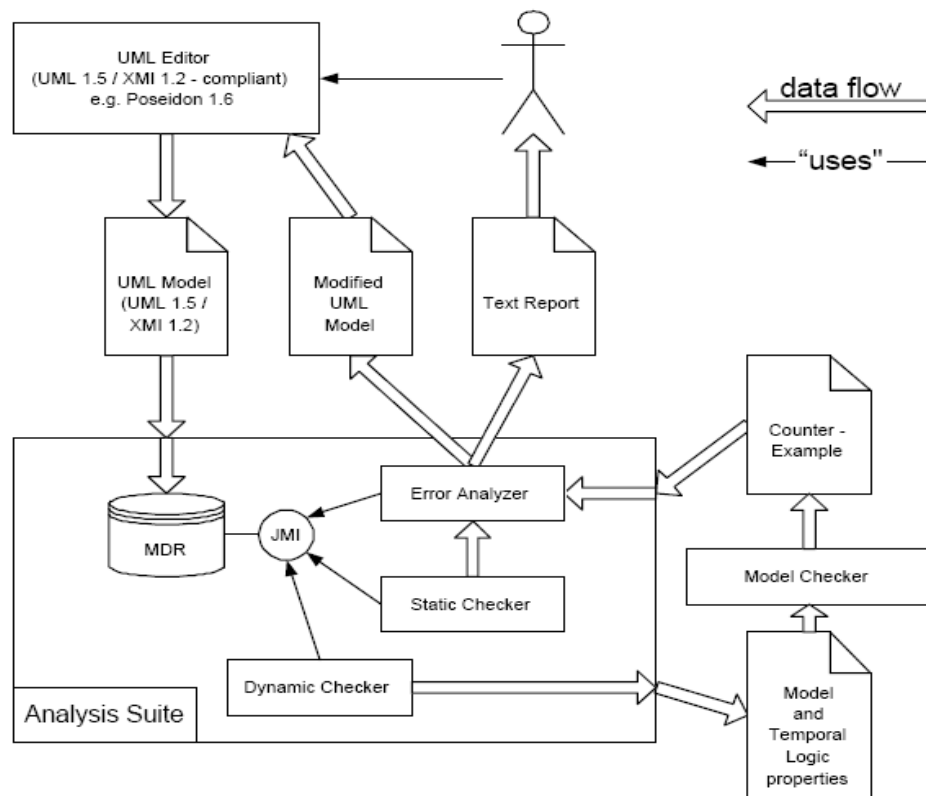 UML Editor
(UML 1.5 / XMI 1.2 - compliant)
e.g. Poseidon 1.6
data flow
"uses"
UML Model
(UML 1.5 /
XMI 1.2)
Modified
UML
Model
Text Report
Counter -
Example
Error Analyzer
MDR
JMI
Static Checker
Model Checker
Dynamic Checker
Analysis Suite
Model
and
Temporal
Logic
properties